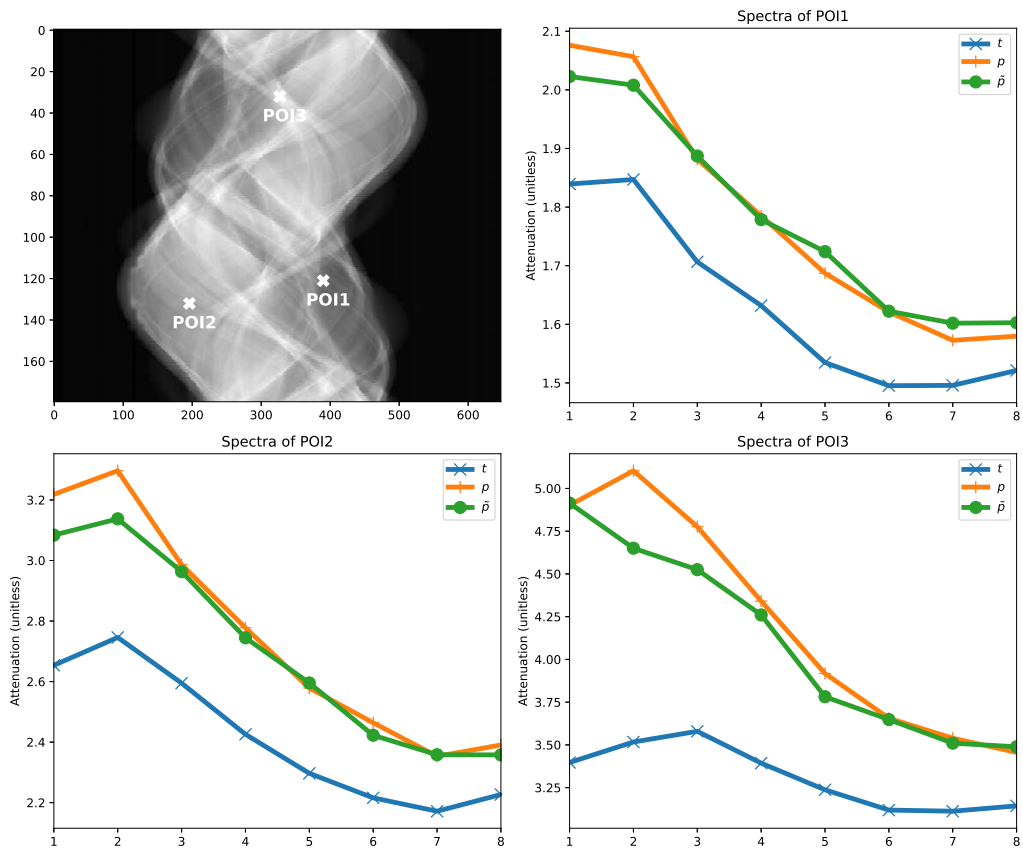 0
20
40
60
80
100
120
140
160
0 100 200 300 400 500 600
POI3
POI1
POI2
Spectra of POI1
Attenuation (unitless)
2.1
2.0
1.9
1.8
1.7
1.6
1.5
1 2 3 4 5 6 7 8
t
p
p̃
Spectra of POI2
Attenuation (unitless)
3.2
3.0
2.8
2.6
2.4
2.2
1 2 3 4 5 6 7 8
t
p
p̃
Spectra of POI3
Attenuation (unitless)
5.00
4.75
4.50
4.25
4.00
3.75
3.50
3.25
1 2 3 4 5 6 7 8
t
p
p̃